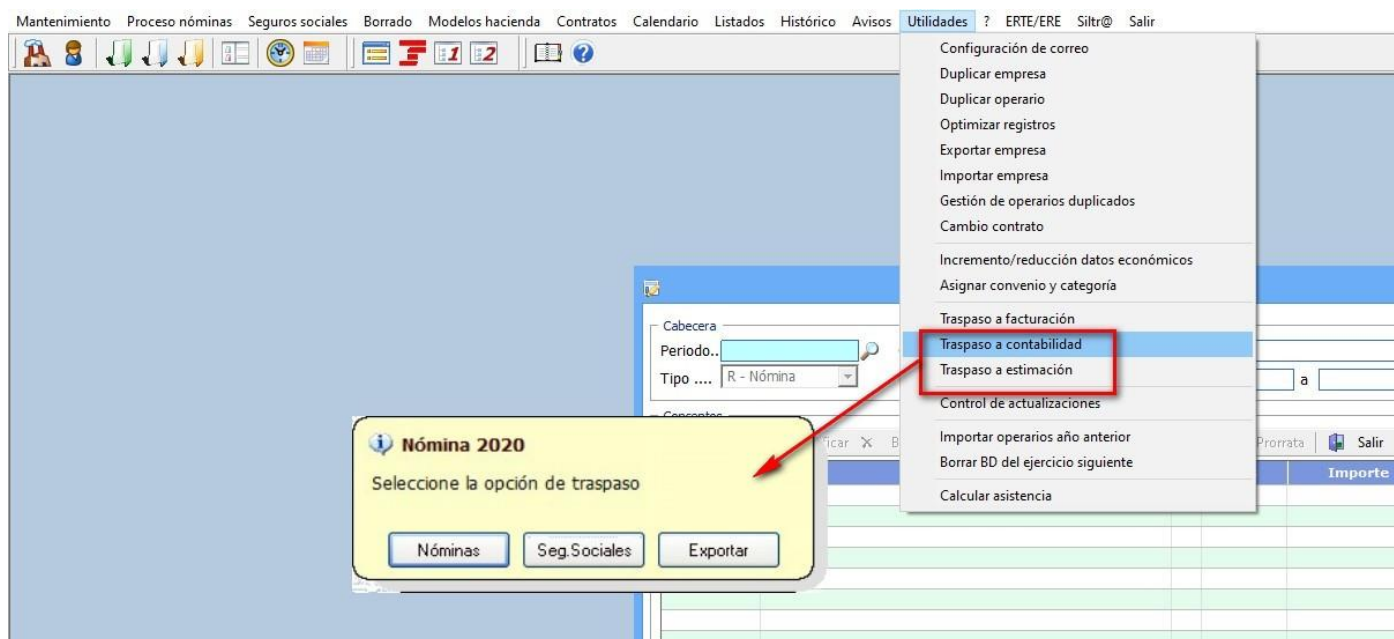 Mantenimiento Proceso nóminas Seguros sociales Borrado Modelos hacienda Contratos Calendario Listados Histórico Avisos Utilidades ? ERTE/ERE Siltr@ Salir
1 2
Configuración de correo
Duplicar empresa
Duplicar operario
Optimizar registros
Exportar empresa
Importar empresa
Gestión de operarios duplicados
Cambio contrato
Incremento/reducción datos económicos
Asignar convenio y categoría
Traspaso a facturación
Traspaso a contabilidad
Traspaso a estimación
Control de actualizaciones
Importar operarios año anterior
Borrar BD del ejercicio siguiente
Calcular asistencia
Cabecera
Periodo..
Tipo .... R - Nómina a
Conceptos
Prorrata Salir
Importe
Nómina 2020
Seleccione la opción de traspaso
Nóminas Seg.Sociales Exportar